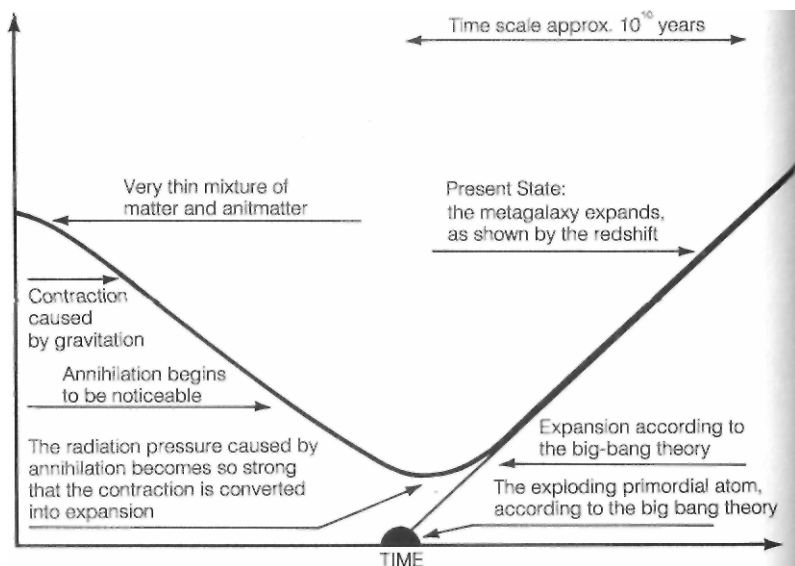 Time scale approx. 10¹⁰ years
Very thin mixture of
matter and anitmatter
Present State:
the metagalaxy expands,
as shown by the redshift
Contraction
caused
by gravitation
Annihilation begins
to be noticeable
The radiation pressure caused by
annihilation becomes so strong
that the contraction is converted
into expansion
Expansion according to
the big-bang theory
The exploding primordial atom,
according to the big bang theory
TIME